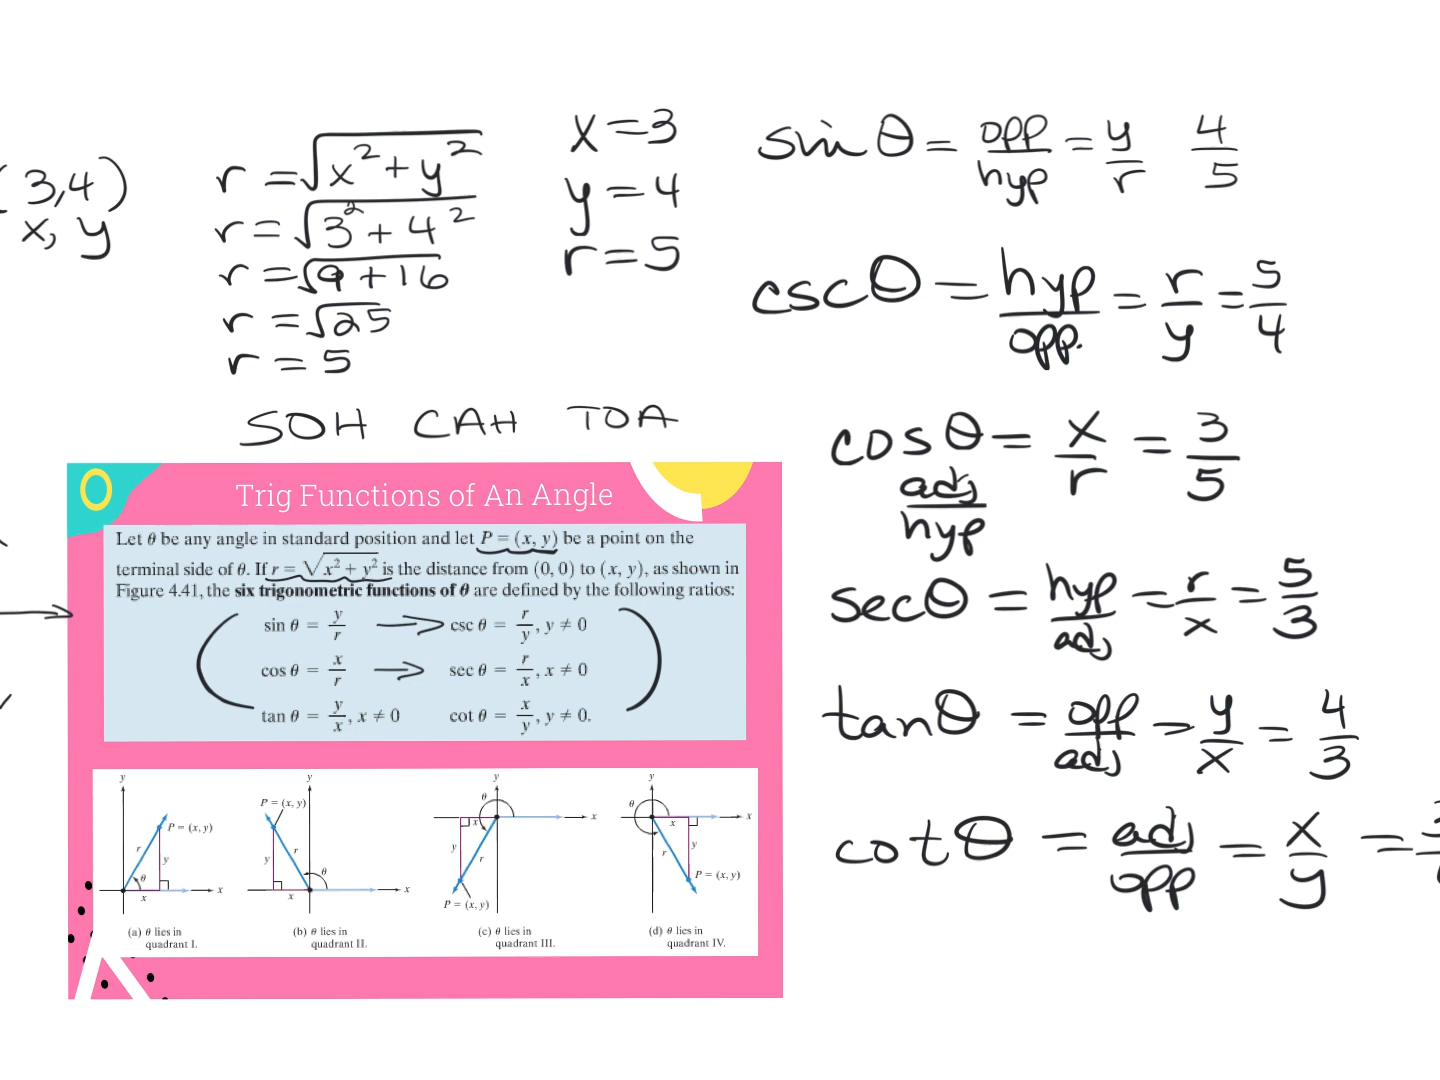 (3,4)
x, y
r = √x² + y²
r = √3² + 4²
r = √9 + 16
r = √25
r = 5
x = 3
y = 4
r = 5
SOH CAH TOA
sin θ = opp/hyp = y/r 4/5
csc θ = hyp/opp. = r/y = 5/4
cos θ = x/r = 3/5
adj/hyp
sec θ = hyp/adj = r/x = 5/3
tan θ = opp/adj = y/x = 4/3
cot θ = adj/opp = x/y =
Trig Functions of An Angle
Let θ be any angle in standard position and let P = (x, y) be a point on the
terminal side of θ. If r = √x² + y² is the distance from (0, 0) to (x, y), as shown in
Figure 4.41, the six trigonometric functions of θ are defined by the following ratios:
sin θ = y/r → csc θ = r/y, y ≠ 0
cos θ = x/r → sec θ = r/x, x ≠ 0
tan θ = y/x, x ≠ 0 cot θ = x/y, y ≠ 0.
y
P = (x, y)
r
y
θ
x
x
(a) θ lies in
quadrant I.
y
P = (x, y)
r
y
θ
x
x
(b) θ lies in
quadrant II.
y
θ
x
x
y
r
P = (x, y)
(c) θ lies in
quadrant III.
y
θ
x
x
y
r
P = (x, y)
(d) θ lies in
quadrant IV.